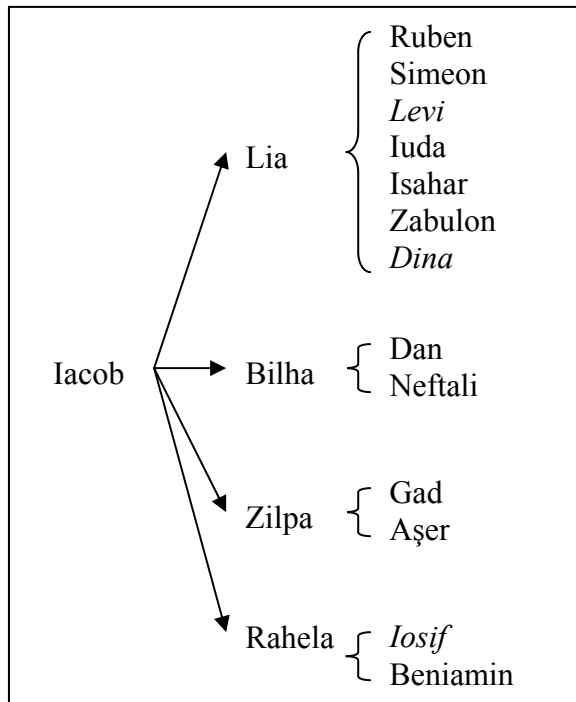 Ruben
Simeon
Levi
Lia
Iuda
Isahar
Zabulon
Dina
Iacob
Bilha
Dan
Neftali
Zilpa
Gad
Aşer
Rahela
Iosif
Beniamin